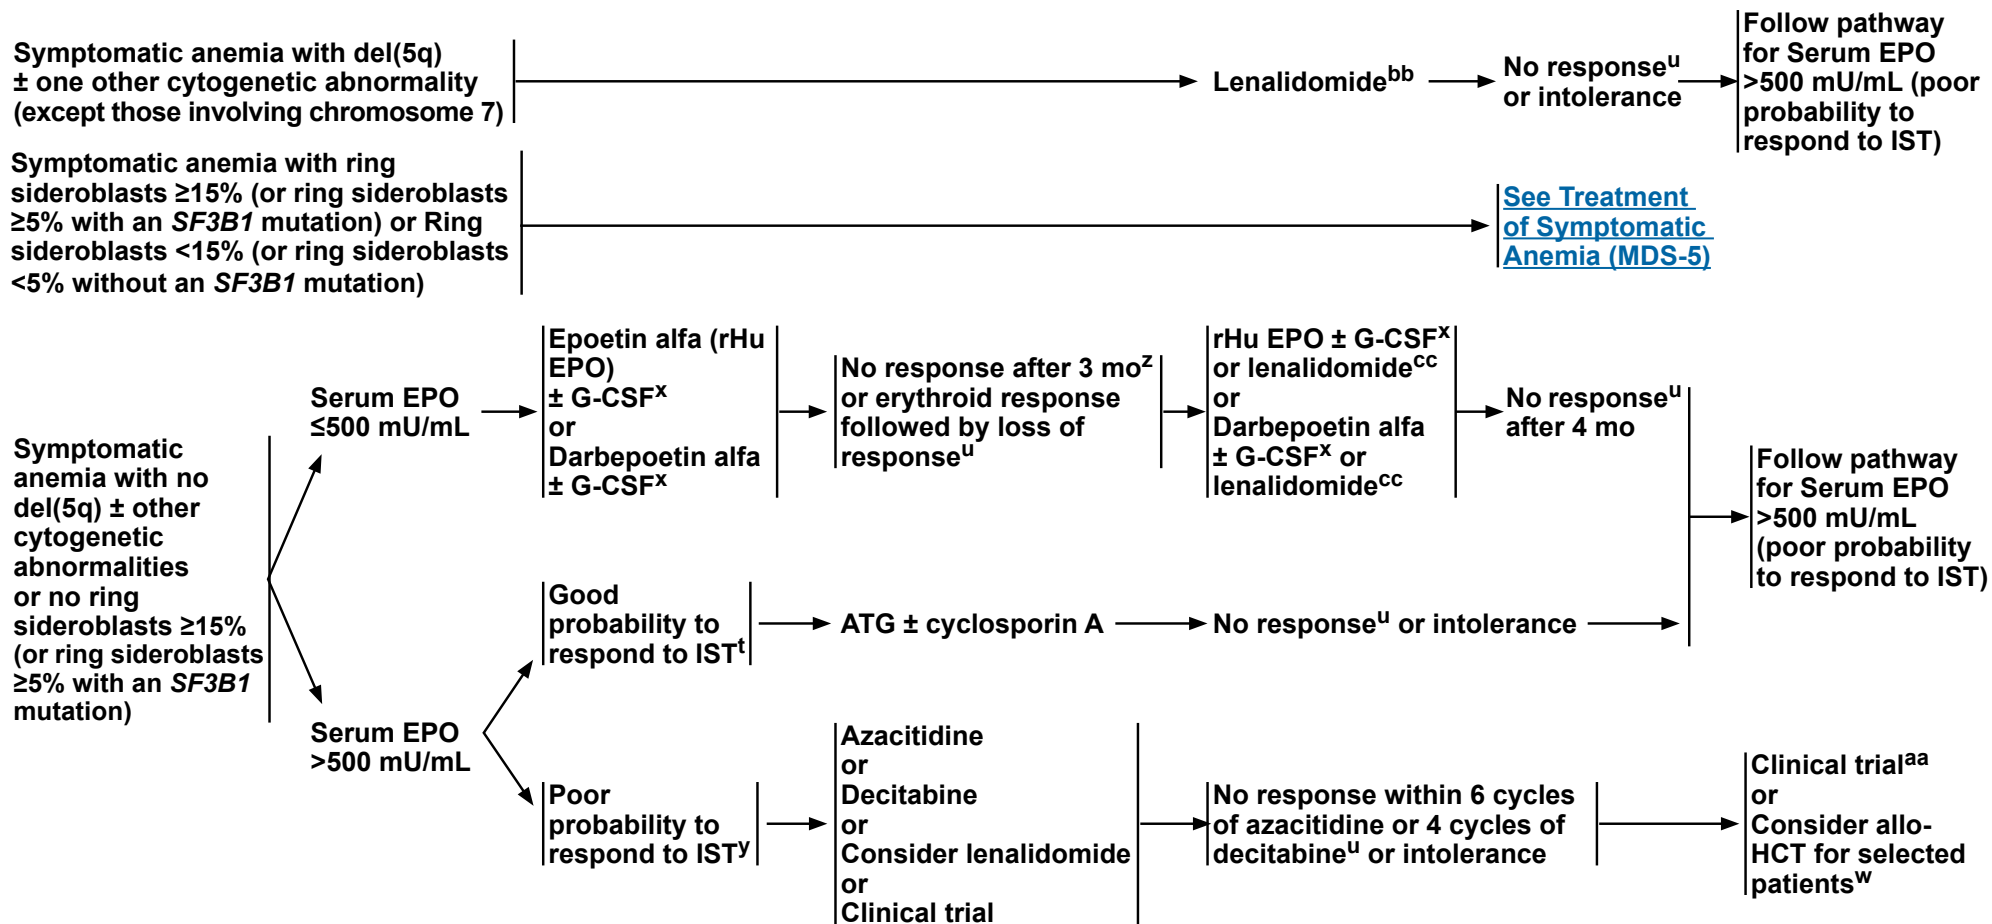 Symptomatic anemia with del(5q)
± one other cytogenetic abnormality
(except those involving chromosome 7)
Lenalidomidebb
No responseu
or intolerance
Follow pathway
for Serum EPO
>500 mU/mL (poor
probability to
respond to IST)
Symptomatic anemia with ring
sideroblasts ≥15% (or ring sideroblasts
≥5% with an SF3B1 mutation) or Ring
sideroblasts <15% (or ring sideroblasts
<5% without an SF3B1 mutation)
See Treatment
of Symptomatic
Anemia (MDS-5)
Symptomatic
anemia with no
del(5q) ± other
cytogenetic
abnormalities
or no ring
sideroblasts ≥15%
(or ring sideroblasts
≥5% with an SF3B1
mutation)
Serum EPO
≤500 mU/mL
Epoetin alfa (rHu
EPO)
± G-CSFx
or
Darbepoetin alfa
± G-CSFx
No response after 3 moz
or erythroid response
followed by loss of
responseu
rHu EPO ± G-CSFx
or lenalidomidecc
or
Darbepoetin alfa
± G-CSFx or
lenalidomidecc
No responseu
after 4 mo
Follow pathway
for Serum EPO
>500 mU/mL
(poor probability
to respond to IST)
Serum EPO
>500 mU/mL
Good
probability to
respond to ISTt
ATG ± cyclosporin A
No responseu or intolerance
Poor
probability to
respond to ISTy
Azacitidine
or
Decitabine
or
Consider lenalidomide
or
Clinical trial
No response within 6 cycles
of azacitidine or 4 cycles of
decitabineu or intolerance
Clinical trialaa
or
Consider allo-
HCT for selected
patientsw